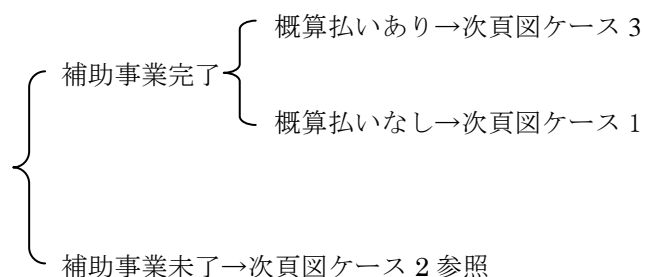 概算払いあり→次頁図ケース 3
補助事業完了
概算払いなし→次頁図ケース 1
補助事業未了→次頁図ケース 2 参照